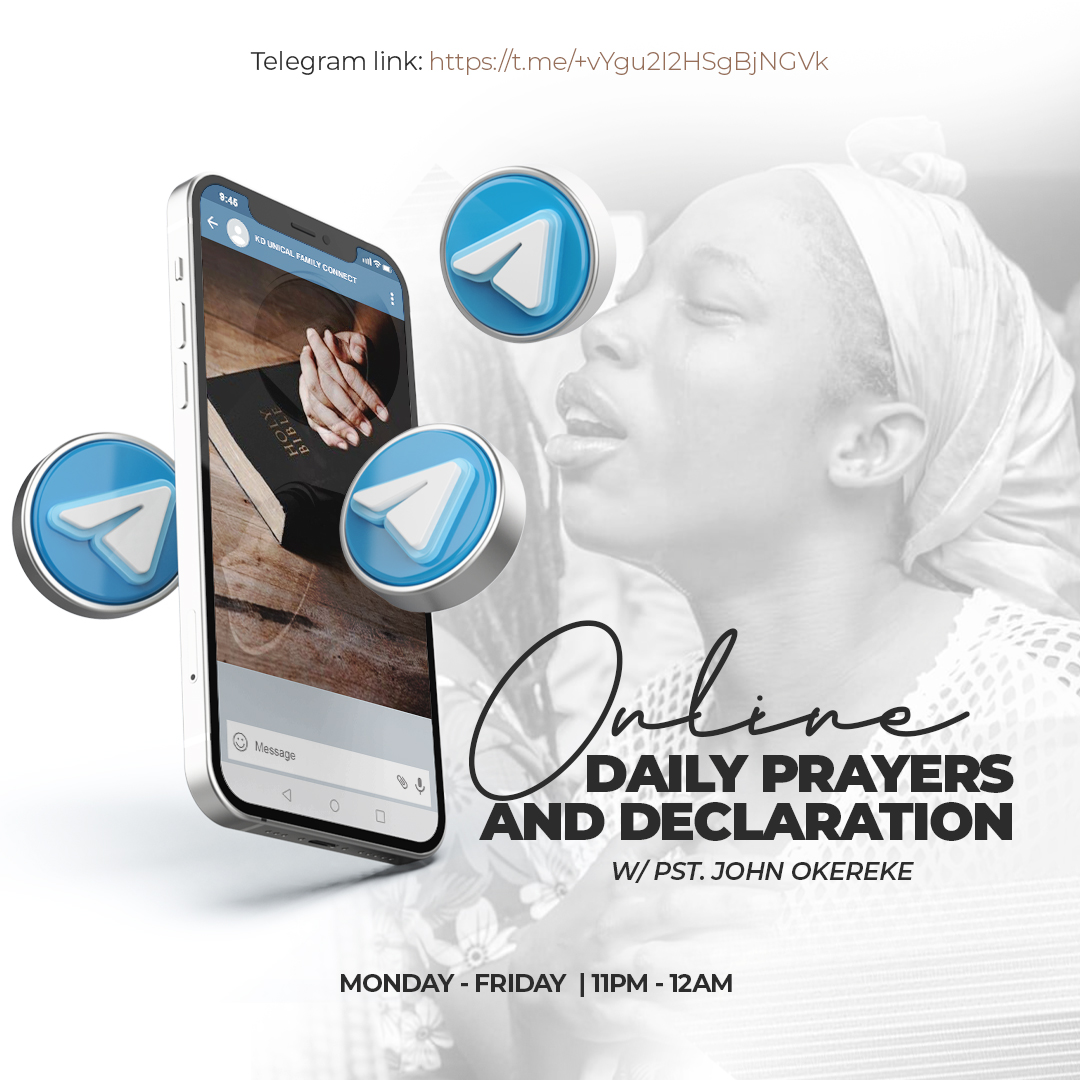 Telegram link: https://t.me/+vYgu2I2HSgBjNGVk
9:45
KD UNICAL FAMILY CONNECT
HOLY
BIBLE
Message
Online
DAILY PRAYERS
AND DECLARATION
W/ PST. JOHN OKEREKE
MONDAY - FRIDAY | 11PM - 12AM